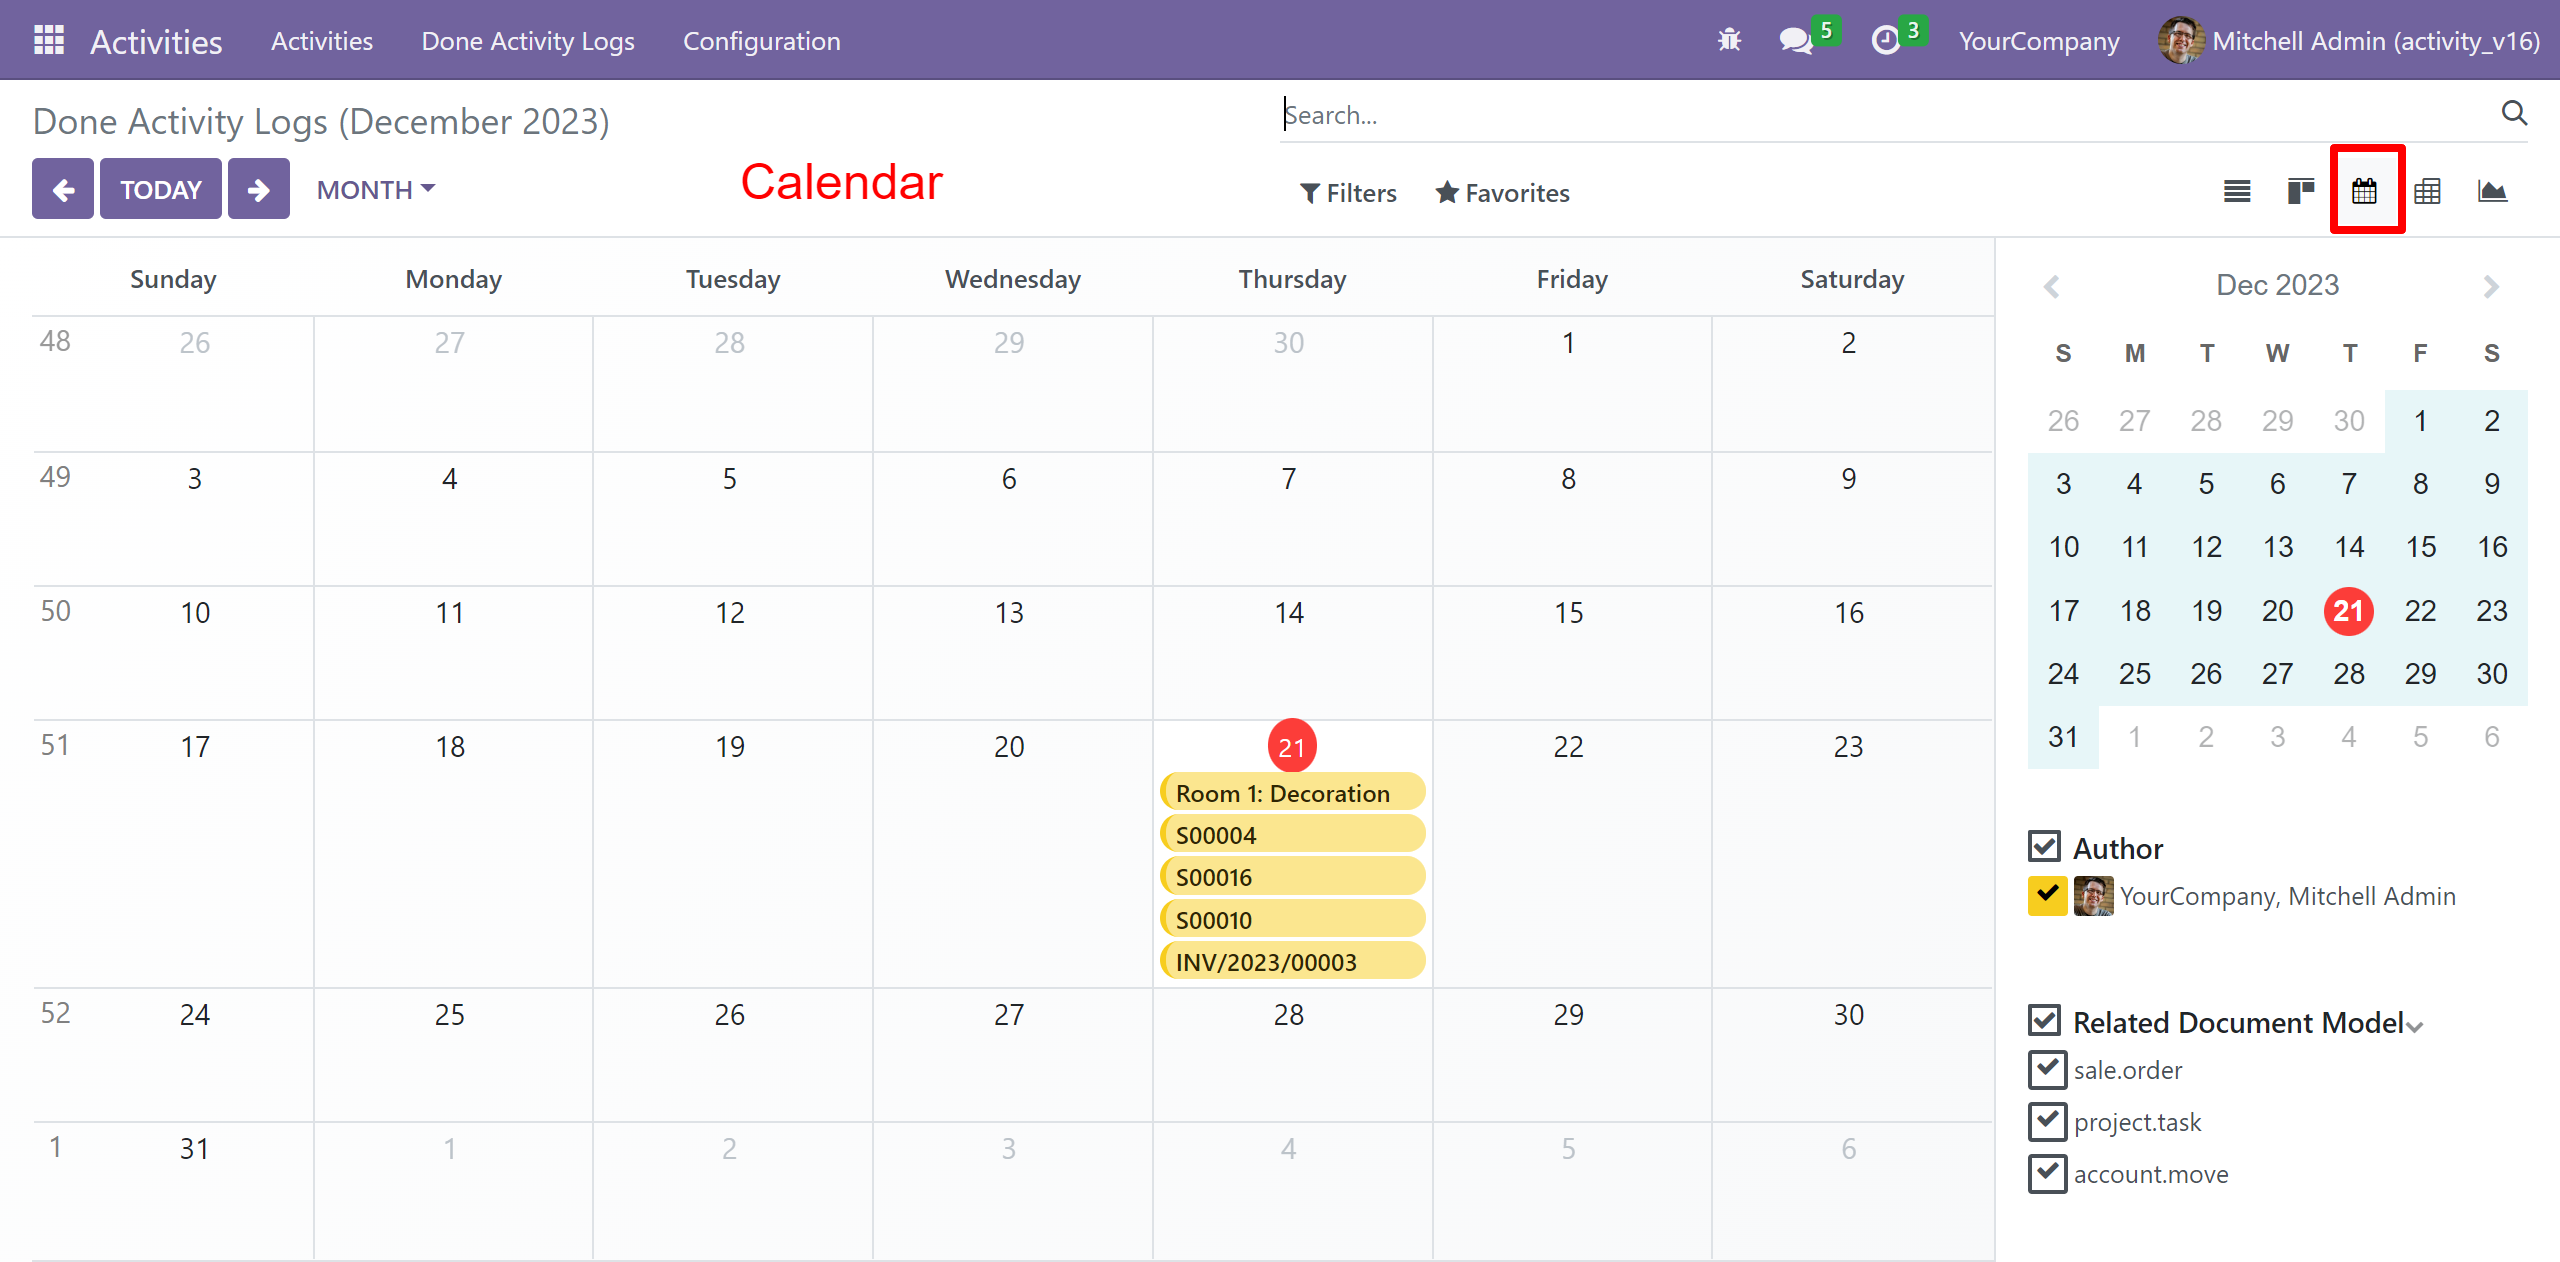 Activities Activities Done Activity Logs Configuration 5 3 YourCompany Mitchell Admin (activity_v16)
Done Activity Logs (December 2023) Search...
TODAY MONTH Calendar Filters Favorites
Sunday Monday Tuesday Wednesday Thursday Friday Saturday
48 26 27 28 29 30 1 2
49 3 4 5 6 7 8 9
50 10 11 12 13 14 15 16
51 17 18 19 20 21 22 23
Room 1: Decoration
S00004
S00016
S00010
INV/2023/00003
52 24 25 26 27 28 29 30
1 31 1 2 3 4 5 6
Dec 2023
S M T W T F S
26 27 28 29 30 1 2
3 4 5 6 7 8 9
10 11 12 13 14 15 16
17 18 19 20 21 22 23
24 25 26 27 28 29 30
31 1 2 3 4 5 6
Author
YourCompany, Mitchell Admin
Related Document Model
sale.order
project.task
account.move